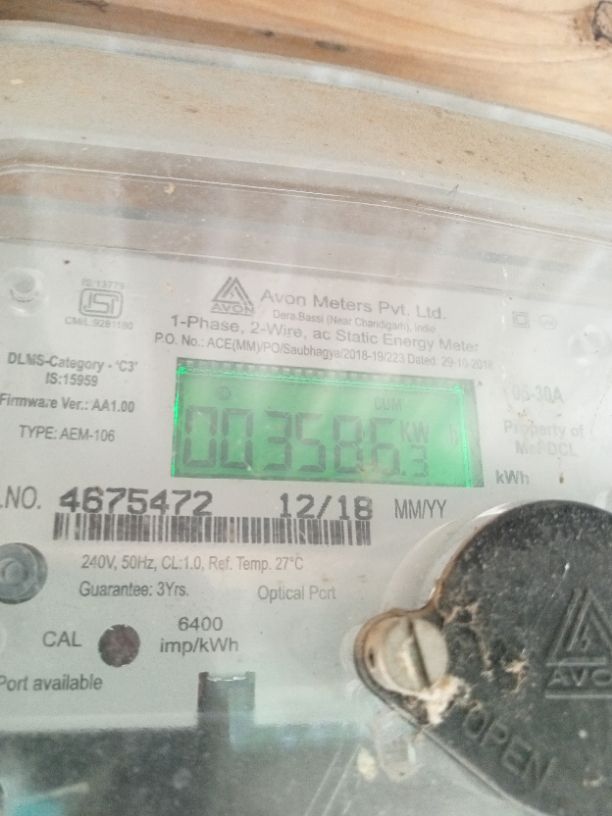 IS:13779
ISI
CM/L:9281180
AVON
Avon Meters Pvt. Ltd.
Dera Bassi (Near Chandigarh), India
1-Phase, 2-Wire, ac Static Energy Meter
P.O. No.: ACE(MM)/PO/Saubhagya/2018-19/223 Dated: 29-10-2018
DLMS-Category - 'C3'
IS:15959
Firmware Ver.: AA1.00
TYPE: AEM-106
CUM
003586.3 KW h
05-30A
Property of
kWh
.NO. 4675472 12/18 MM/YY
240V, 50Hz, CL:1.0, Ref. Temp. 27°C
Guarantee: 3Yrs. Optical Port
6400
CAL imp/kWh
Port available
AVON
OPEN